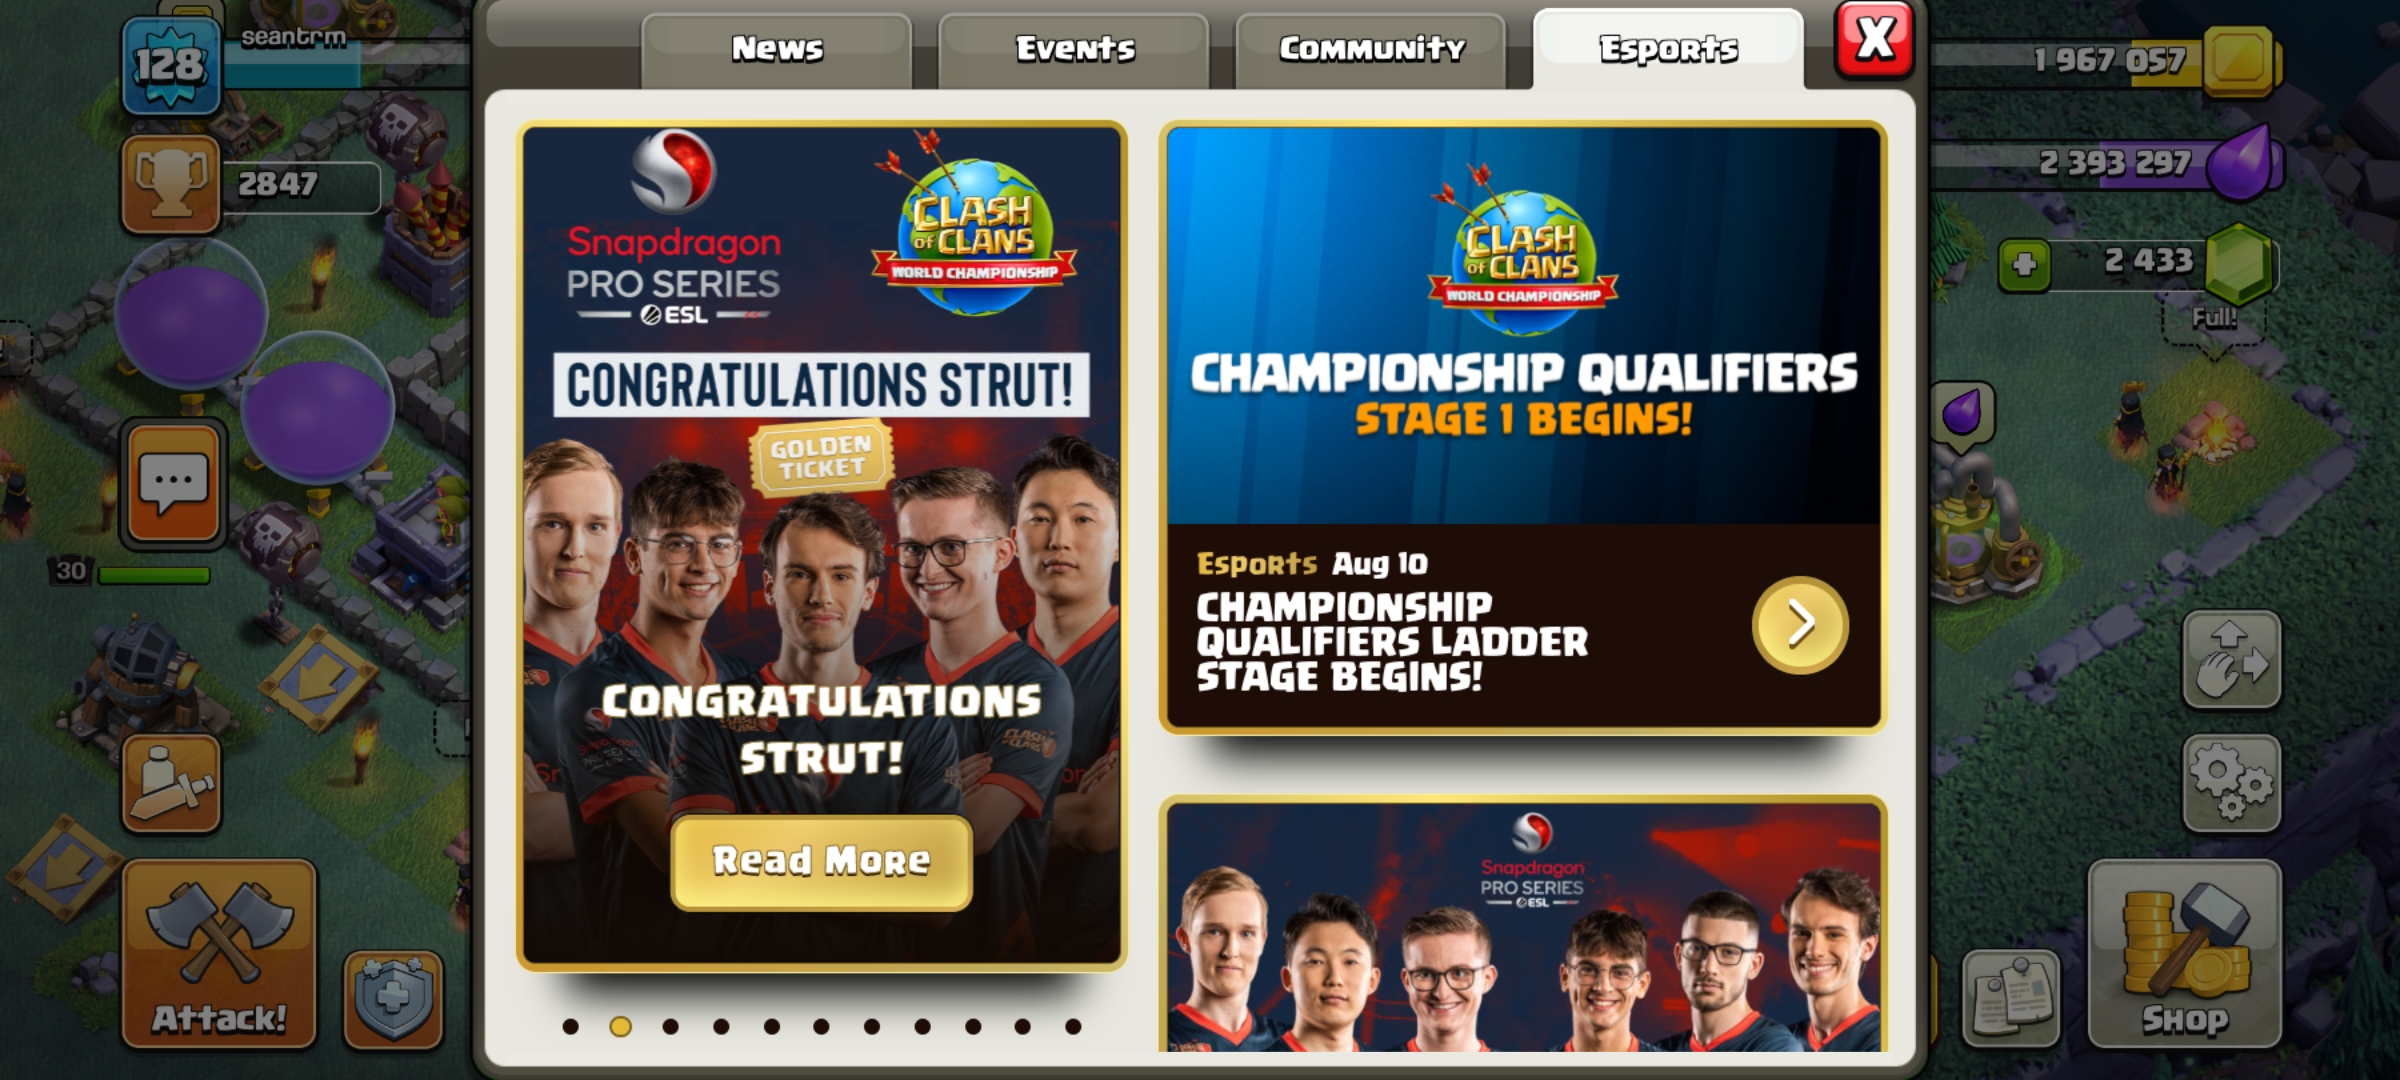 128
seantrm
2847
News
Events
Community
Esports
X
1 967 057
2 393 297
2 433
Full!
Snapdragon
PRO SERIES
ESL
CLASH
OF CLANS
WORLD CHAMPIONSHIP
CONGRATULATIONS STRUT!
GOLDEN
TICKET
CONGRATULATIONS
STRUT!
Read More
CLASH
OF CLANS
WORLD CHAMPIONSHIP
CHAMPIONSHIP QUALIFIERS
STAGE 1 BEGINS!
Esports Aug 10
CHAMPIONSHIP
QUALIFIERS LADDER
STAGE BEGINS!
Snapdragon
PRO SERIES
ESL
30
Attack!
Shop